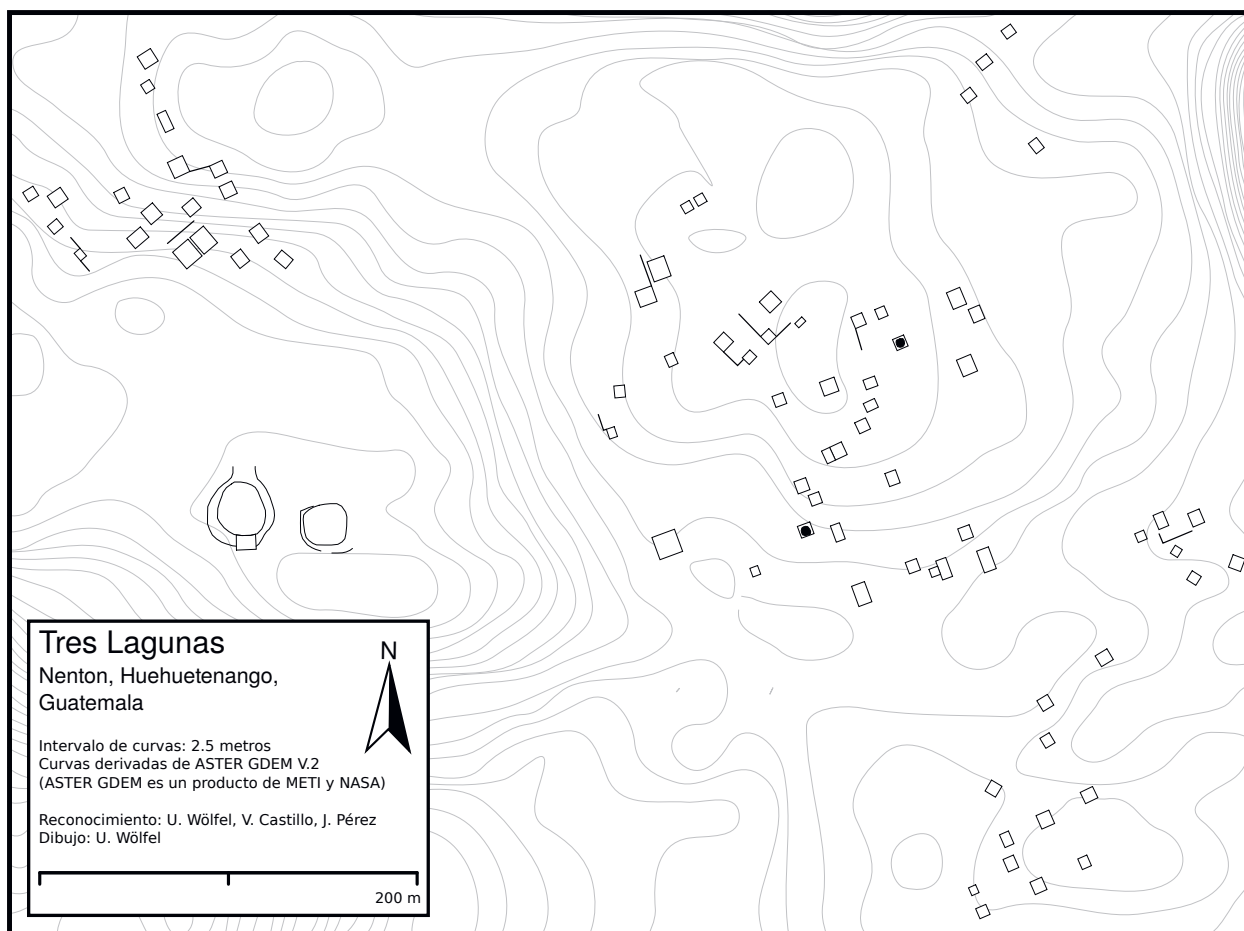 Tres Lagunas
N
Nenton, Huehuetenango,
Guatemala
Intervalo de curvas: 2.5 metros
Curvas derivadas de ASTER GDEM V.2
(ASTER GDEM es un producto de METI y NASA)
Reconocimiento: U. Wölfel, V. Castillo, J. Pérez
Dibujo: U. Wölfel
200 m